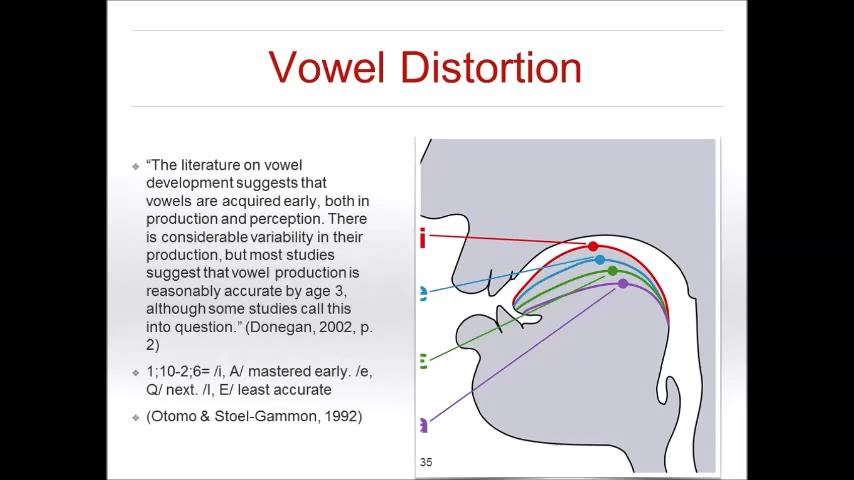 Vowel Distortion
“The literature on vowel
development suggests that
vowels are acquired early, both in
production and perception. There
is considerable variability in their
production, but most studies
suggest that vowel production is
reasonably accurate by age 3,
although some studies call this
into question.” (Donegan, 2002, p.
2)
1;10-2;6= /i, A/ mastered early. /e,
Q/ next. /I, E/ least accurate
(Otomo & Stoel-Gammon, 1992)
i
e
ɛ
a
35